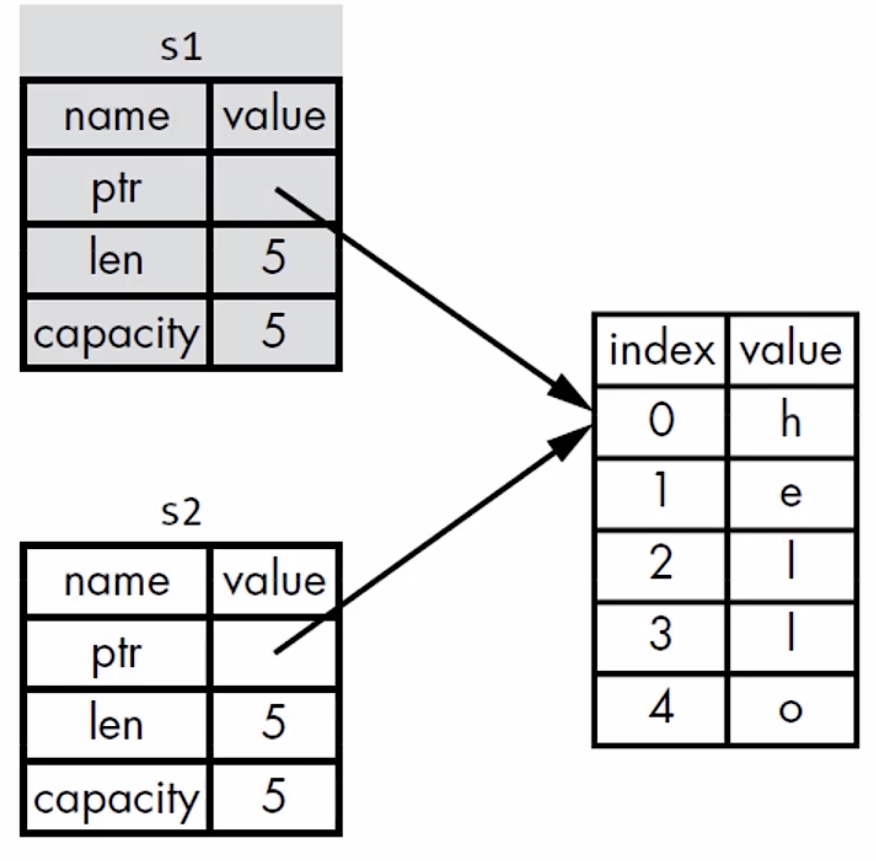 s1
name value
ptr
len 5
capacity 5
s2
name value
ptr
len 5
capacity 5
index value
0 h
1 e
2 l
3 l
4 o